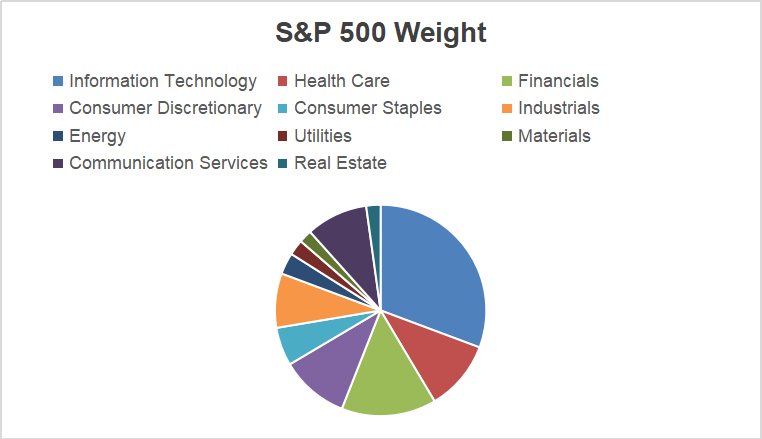 S&P 500 Weight
Information Technology Health Care Financials
Consumer Discretionary Consumer Staples Industrials
Energy Utilities Materials
Communication Services Real Estate